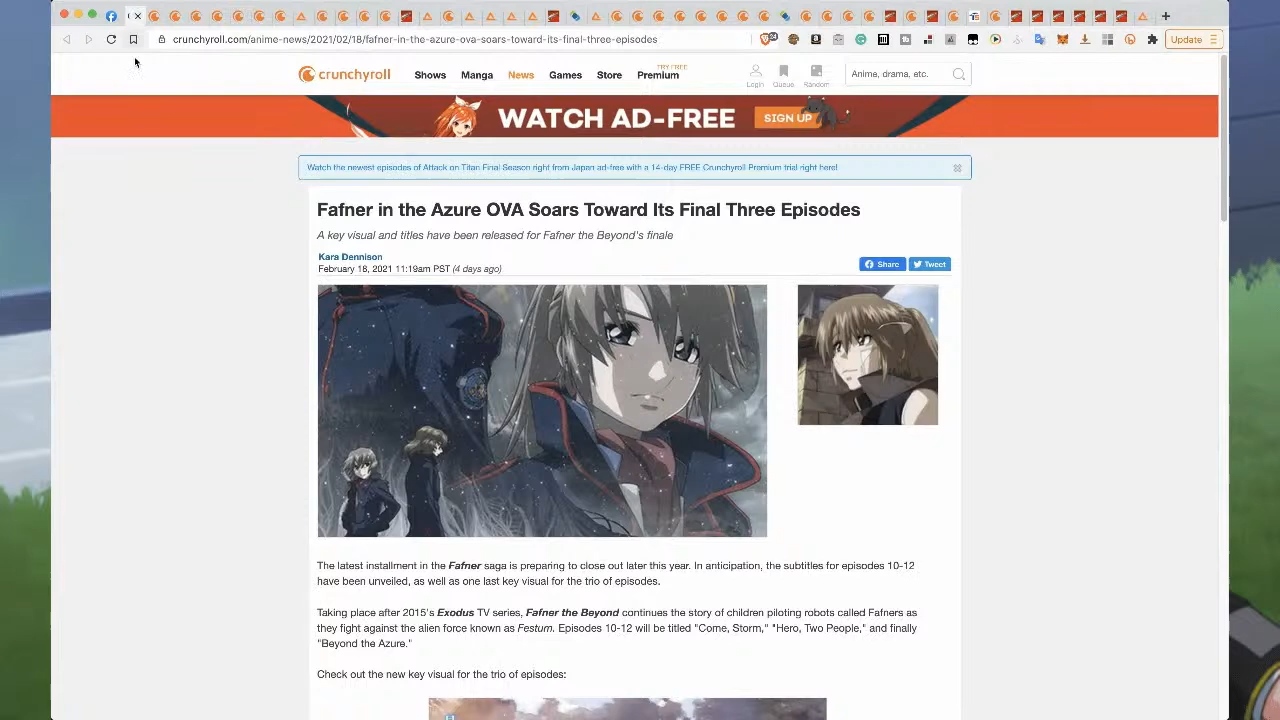 crunchyroll.com/anime-news/2021/02/18/fafner-in-the-azure-ova-soars-toward-its-final-three-episodes
24
Update
crunchyroll
Shows
Manga
News
Games
Store
TRY FREE
Premium
Login
Queue
Random
Anime, drama, etc.
WATCH AD-FREE
SIGN UP
Watch the newest episodes of Attack on Titan Final Season right from Japan ad-free with a 14-day FREE Crunchyroll Premium trial right here!
Fafner in the Azure OVA Soars Toward Its Final Three Episodes
A key visual and titles have been released for Fafner the Beyond's finale
Kara Dennison
February 18, 2021 11:19am PST (4 days ago)
Share
Tweet
The latest installment in the Fafner saga is preparing to close out later this year. In anticipation, the subtitles for episodes 10-12
have been unveiled, as well as one last key visual for the trio of episodes.
Taking place after 2015's Exodus TV series, Fafner the Beyond continues the story of children piloting robots called Fafners as
they fight against the alien force known as Festum. Episodes 10-12 will be titled "Come, Storm," "Hero, Two People," and finally
"Beyond the Azure."
Check out the new key visual for the trio of episodes: